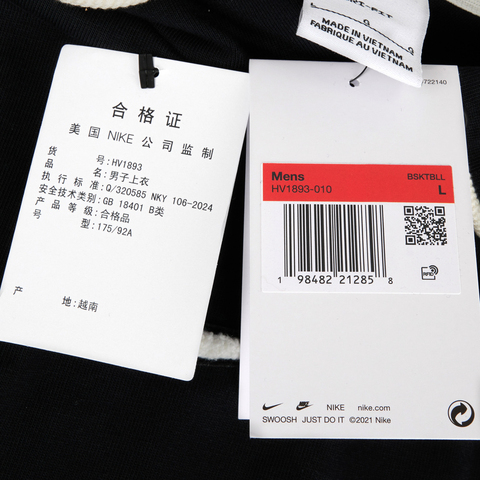 MADE IN VIETNAM
FABRIQUE AU VIETNAM
合格证
美国 NIKE 公司监制
货号:HV1893
品名:男子上衣
执行标准:Q/320585 NKY 106-2024
安全技术类别:GB 18401 B类
产品等级:合格品
号型:175/92A
产地:越南
722140
Mens BSKTBLL
HV1893-010 L
1 98482 21285 8
RFID
NIKE nike.com
SWOOSH JUST DO IT ©2021 Nike